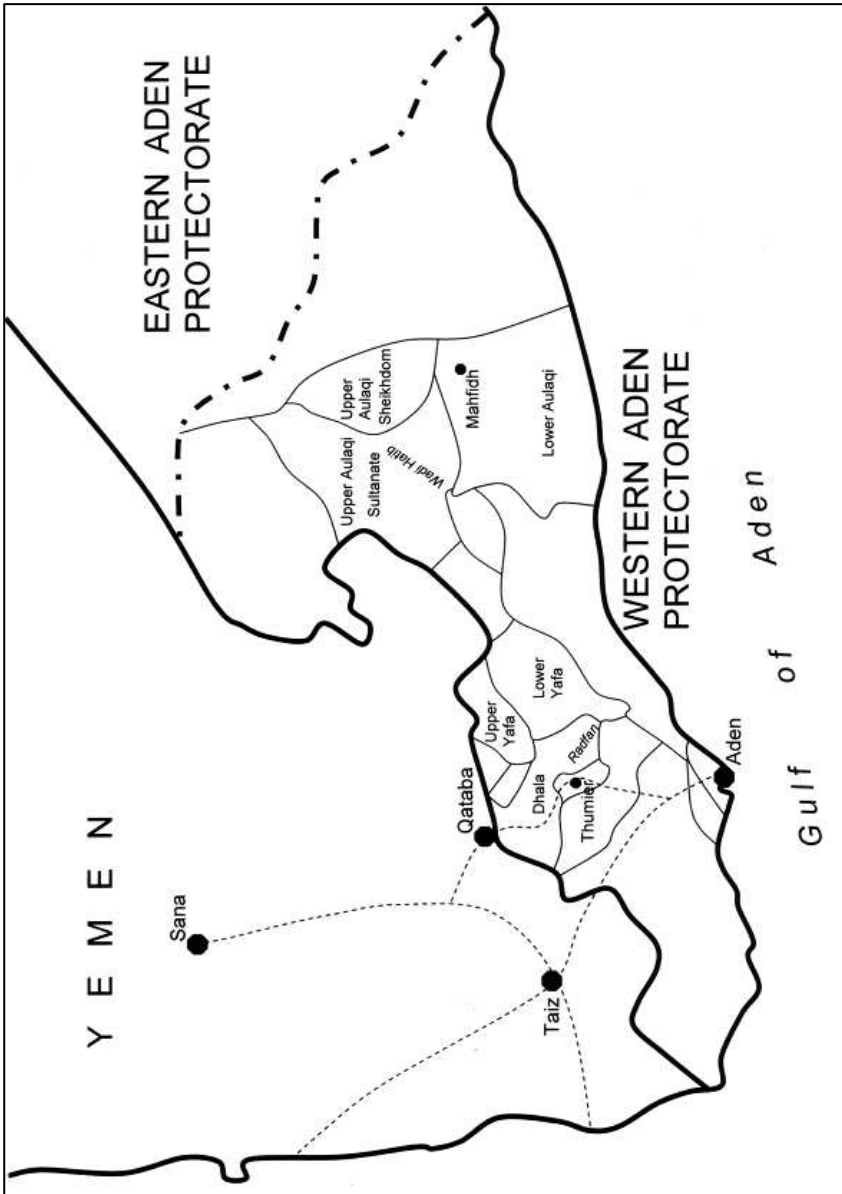 YEMEN
EASTERN ADEN
PROTECTORATE
Sana
Qataba
Taiz
Upper Aulaqi
Sultanate
Upper
Aulaqi
Sheikhdom
Wadi Hatib
Mahfidh
Lower Aulaqi
Upper
Yafa
Lower
Yafa
Dhala
Radfan
Thumier
WESTERN ADEN
PROTECTORATE
Aden
Gulf of Aden